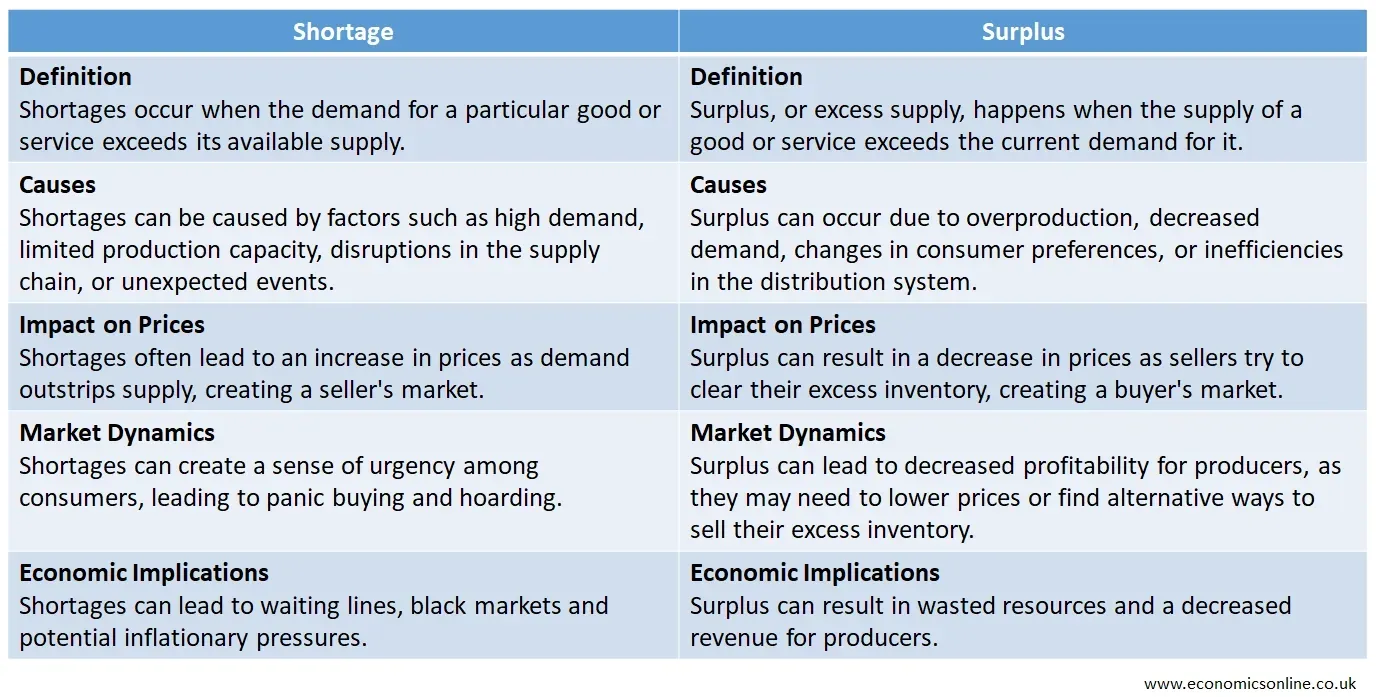 Shortage
Surplus
Definition
Shortages occur when the demand for a particular good or
service exceeds its available supply.
Definition
Surplus, or excess supply, happens when the supply of a
good or service exceeds the current demand for it.
Causes
Shortages can be caused by factors such as high demand,
limited production capacity, disruptions in the supply
chain, or unexpected events.
Causes
Surplus can occur due to overproduction, decreased
demand, changes in consumer preferences, or inefficiencies
in the distribution system.
Impact on Prices
Shortages often lead to an increase in prices as demand
outstrips supply, creating a seller's market.
Impact on Prices
Surplus can result in a decrease in prices as sellers try to
clear their excess inventory, creating a buyer's market.
Market Dynamics
Shortages can create a sense of urgency among
consumers, leading to panic buying and hoarding.
Market Dynamics
Surplus can lead to decreased profitability for producers, as
they may need to lower prices or find alternative ways to
sell their excess inventory.
Economic Implications
Shortages can lead to waiting lines, black markets and
potential inflationary pressures.
Economic Implications
Surplus can result in wasted resources and a decreased
revenue for producers.
www.economicsonline.co.uk